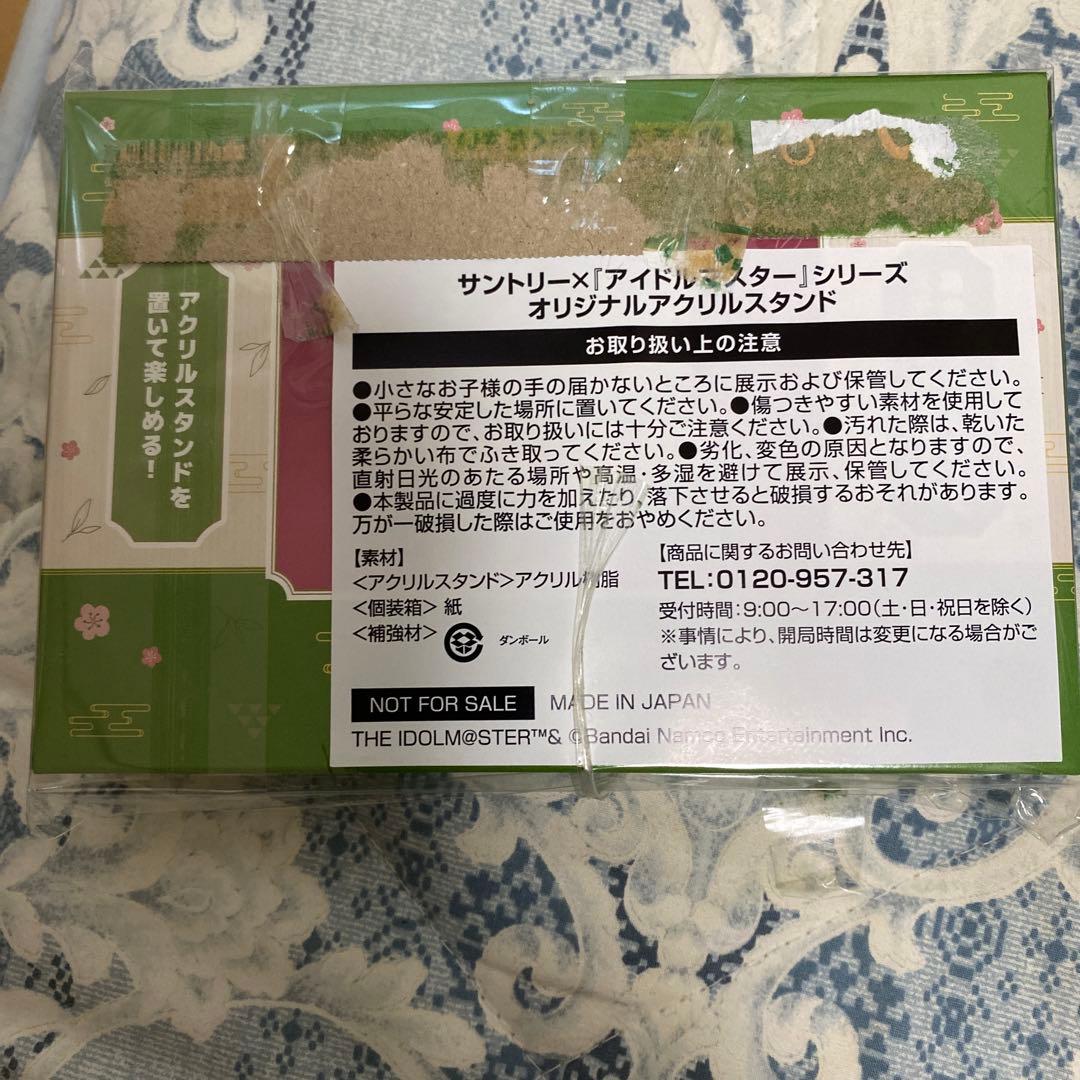 アクリルスタンドを
置いて楽しめる!
サントリー×『アイドルマスター』シリーズ
オリジナルアクリルスタンド
お取り扱い上の注意
●小さなお子様の手の届かないところに展示および保管してください。
●平らな安定した場所に置いてください。●傷つきやすい素材を使用して
おりますので、お取り扱いには十分ご注意ください。●汚れた際は、乾いた
柔らかい布でふき取ってください。●劣化、変色の原因となりますので、
直射日光のあたる場所や高温・多湿を避けて展示、保管してください。
●本製品に過度に力を加えたり、落下させると破損するおそれがあります。
万が一破損した際はご使用をおやめください。
【素材】
<アクリルスタンド>アクリル樹脂
<個装箱>紙
<補強材>
ダンボール
【商品に関するお問い合わせ先】
TEL:0120-957-317
受付時間:9:00~17:00(土・日・祝日を除く)
※事情により、開局時間は変更になる場合がご
ざいます。
NOT FOR SALE
MADE IN JAPAN
THE IDOLM@STER™& ©Bandai Namco Entertainment Inc.